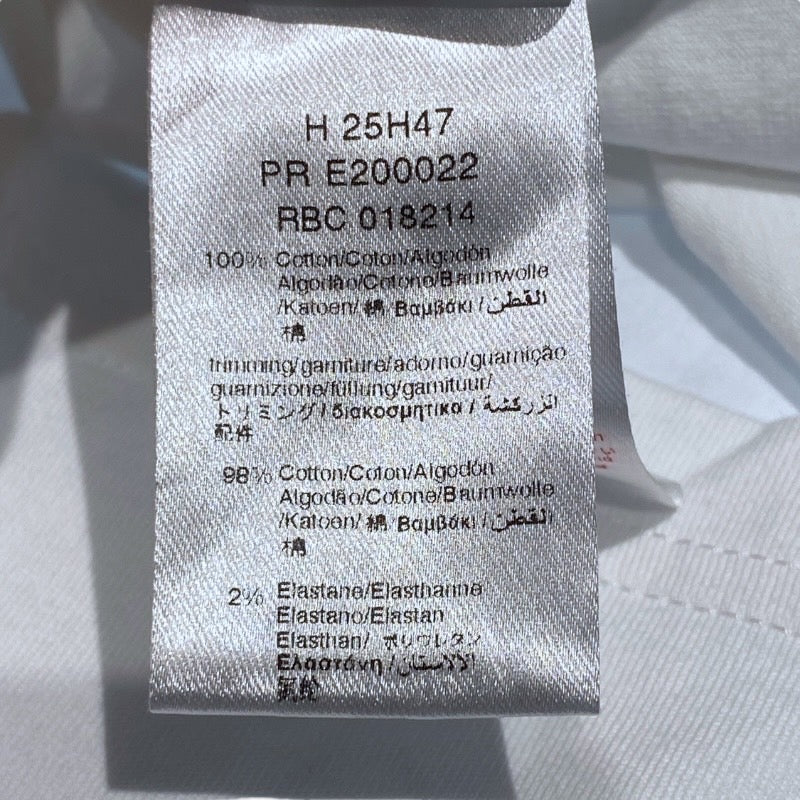 H 25H47
PR E200022
RBC 018214
100% Cotton/Coton/Algodón
Algodão/Cotone/Baumwolle
/Katoen/ 綿 Βαμβάκι / القطن
棉
trimming/garniture/adorno/guarnição
guarnizione/füllung/garnituur/
トリミング / διακοσμητικα / الزركشة
配件
98% Cotton/Coton/Algodón
Algodão/Cotone/Baumwolle
/Katoen/ 綿 Βαμβάκι / القطن
棉
2% Elastane/Elasthanne
Elastano/Elastan
Elasthan/ ポリウレタン
Ελαστάνη / الالاستان